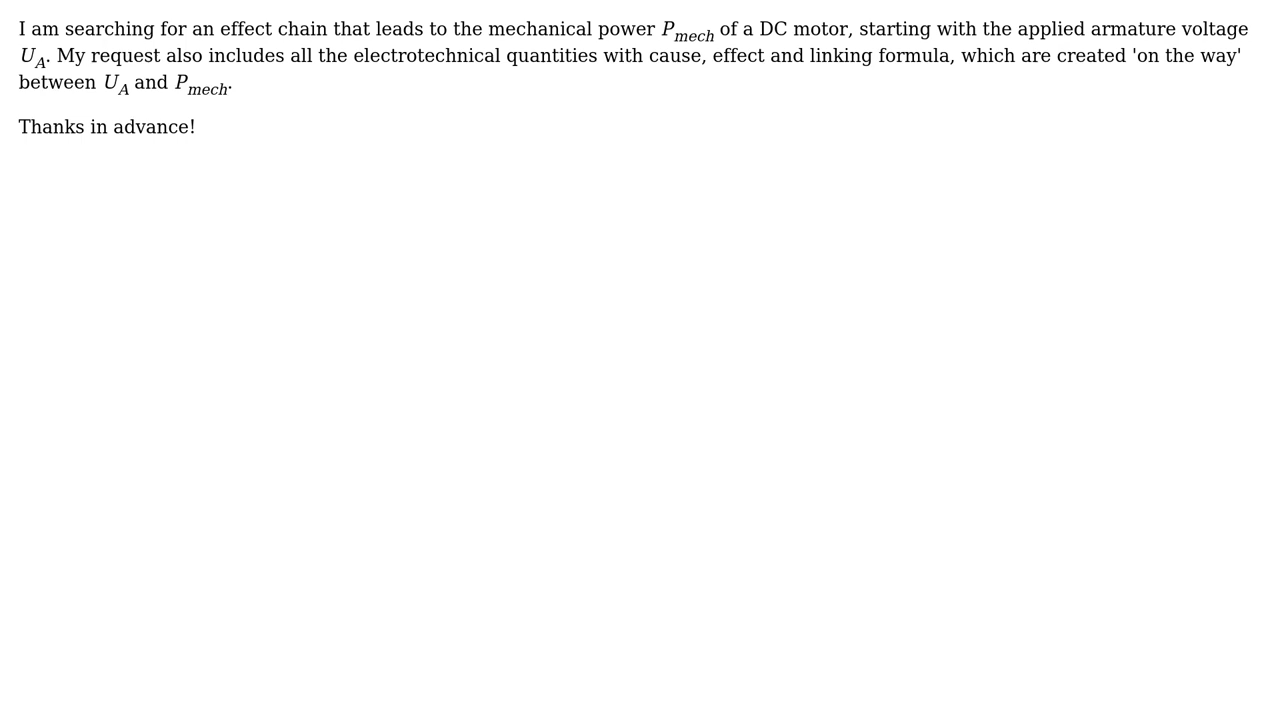 I am searching for an effect chain that leads to the mechanical power P_mech of a DC motor, starting with the applied armature voltage
U_A. My request also includes all the electrotechnical quantities with cause, effect and linking formula, which are created 'on the way'
between U_A and P_mech.
Thanks in advance!